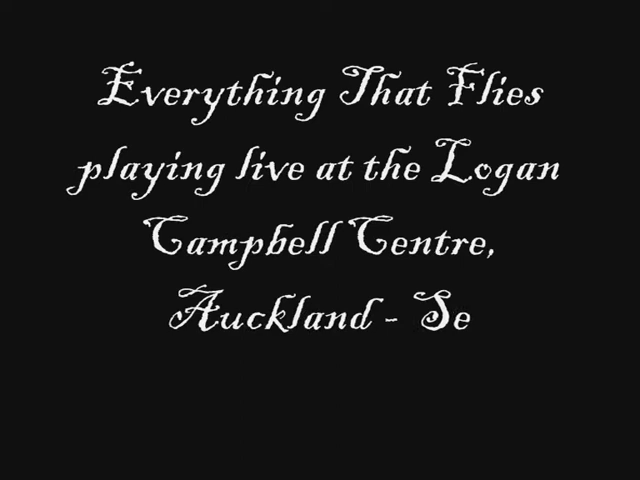 Everything That Flies
playing live at the Logan
Campbell Centre,
Auckland - Se